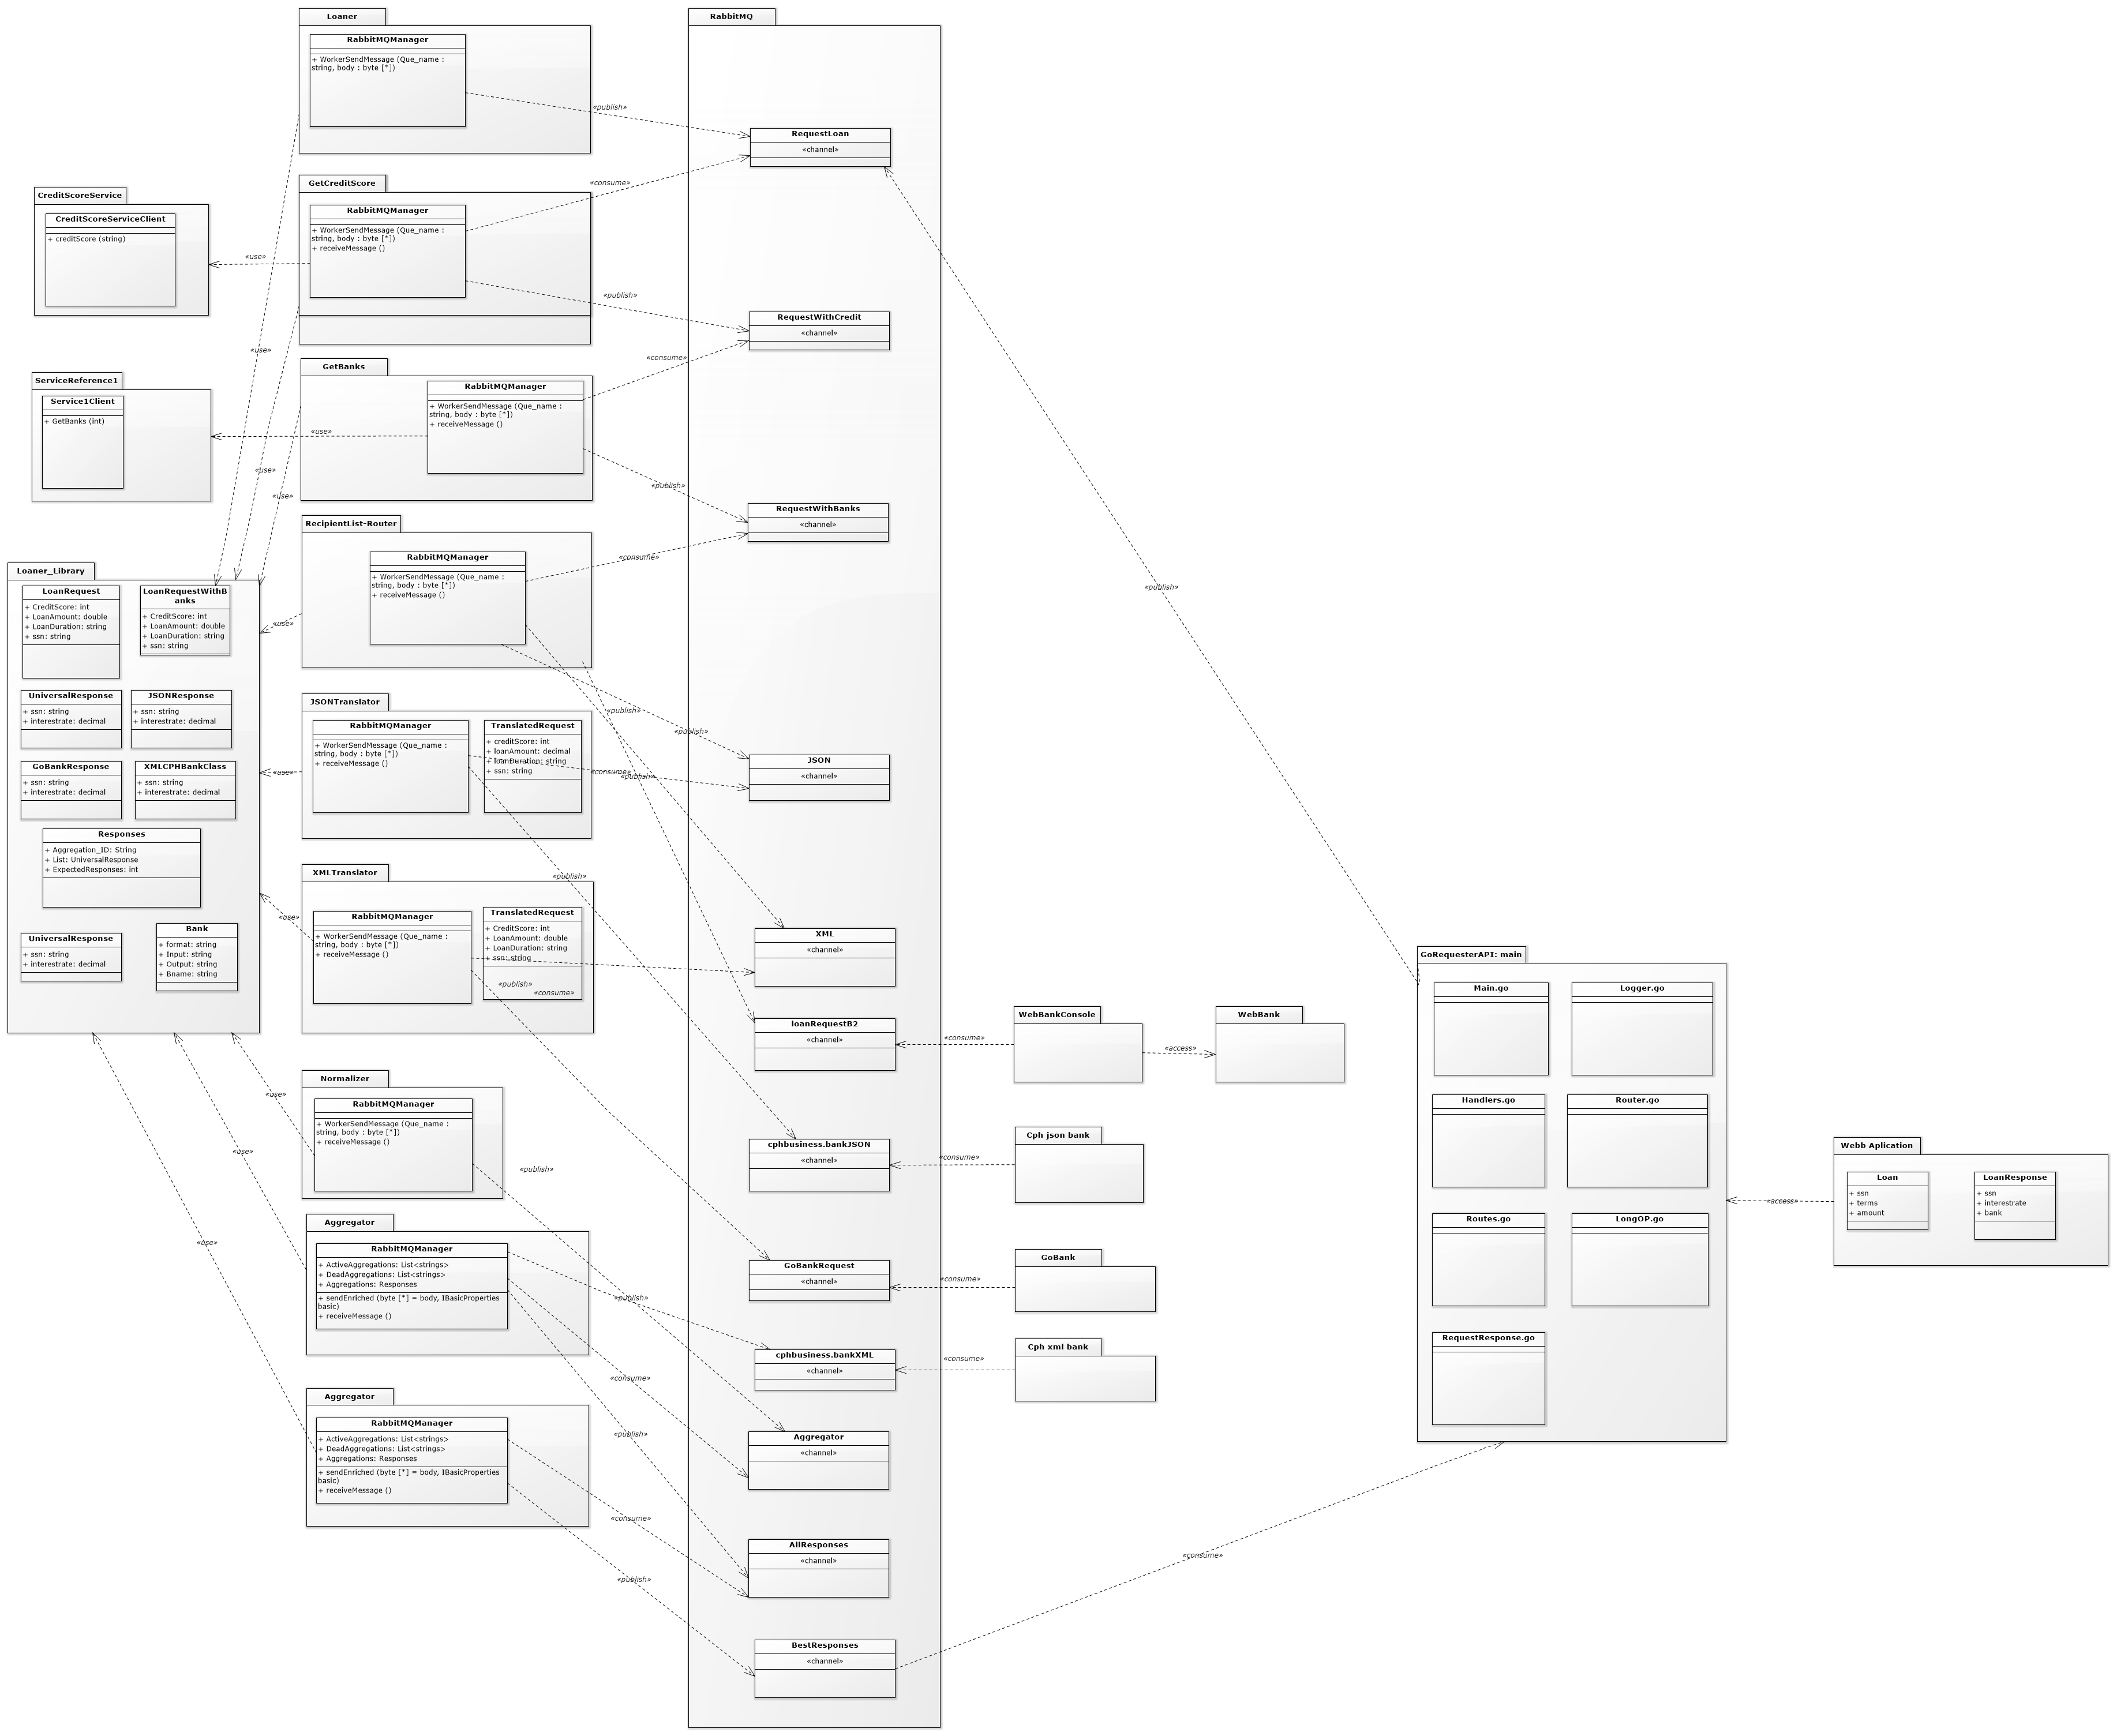 Loaner
RabbitMQManager
+ WorkerSendMessage (Que_name :
string, body : byte [*])
«publish»
RabbitMQ
RequestLoan
«channel»
GetCreditScore
RabbitMQManager
+ WorkerSendMessage (Que_name :
string, body : byte [*])
+ receiveMessage ()
«consume»
«publish»
CreditScoreService
CreditScoreServiceClient
+ creditScore (string)
«use»
RequestWithCredit
«channel»
«use»
GetBanks
RabbitMQManager
+ WorkerSendMessage (Que_name :
string, body : byte [*])
+ receiveMessage ()
«consume»
«publish»
ServiceReference1
Service1Client
+ GetBanks (int)
«use»
«use»
«use»
RequestWithBanks
«channel»
RecipientList-Router
RabbitMQManager
+ WorkerSendMessage (Que_name :
string, body : byte [*])
+ receiveMessage ()
«consume»
«use»
«publish»
«publish»
«publish»
«publish»
Loaner_Library
LoanRequest
+ CreditScore: int
+ LoanAmount: double
+ LoanDuration: string
+ ssn: string
LoanRequestWithB
anks
+ CreditScore: int
+ LoanAmount: double
+ LoanDuration: string
+ ssn: string
UniversalResponse
+ ssn: string
+ interestrate: decimal
JSONResponse
+ ssn: string
+ interestrate: decimal
GoBankResponse
+ ssn: string
+ interestrate: decimal
XMLCPHBankClass
+ ssn: string
+ interestrate: decimal
Responses
+ Aggregation_ID: String
+ List: UniversalResponse
+ ExpectedResponses: int
UniversalResponse
+ ssn: string
+ interestrate: decimal
Bank
+ format: string
+ Input: string
+ Output: string
+ Bname: string
JSONTranslator
RabbitMQManager
+ WorkerSendMessage (Que_name :
string, body : byte [*])
+ receiveMessage ()
TranslatedRequest
+ creditScore: int
+ loanAmount: decimal
+ loanDuration: string
+ ssn: string
«use»
«consume»
«publish»
JSON
«channel»
XMLTranslator
RabbitMQManager
+ WorkerSendMessage (Que_name :
string, body : byte [*])
+ receiveMessage ()
TranslatedRequest
+ CreditScore: int
+ LoanAmount: double
+ LoanDuration: string
+ ssn: string
«use»
«publish»
«consume»
XML
«channel»
loanRequestB2
«channel»
«consume»
WebBankConsole
«access»
WebBank
Normalizer
RabbitMQManager
+ WorkerSendMessage (Que_name :
string, body : byte [*])
+ receiveMessage ()
«use»
«use»
«use»
«publish»
cphbusiness.bankJSON
«channel»
«consume»
Cph json bank
Aggregator
RabbitMQManager
+ ActiveAggregations: List<strings>
+ DeadAggregations: List<strings>
+ Aggregations: Responses
+ sendEnriched (byte [*] = body, IBasicProperties
basic)
+ receiveMessage ()
«publish»
«consume»
«publish»
GoBankRequest
«channel»
«consume»
GoBank
cphbusiness.bankXML
«channel»
«consume»
Cph xml bank
Aggregator
RabbitMQManager
+ ActiveAggregations: List<strings>
+ DeadAggregations: List<strings>
+ Aggregations: Responses
+ sendEnriched (byte [*] = body, IBasicProperties
basic)
+ receiveMessage ()
«consume»
«publish»
Aggregator
«channel»
AllResponses
«channel»
BestResponses
«channel»
«consume»
GoRequesterAPI: main
Main.go
Logger.go
Handlers.go
Router.go
Routes.go
LongOP.go
RequestResponse.go
«access»
Webb Aplication
Loan
+ ssn
+ terms
+ amount
LoanResponse
+ ssn
+ interestrate
+ bank